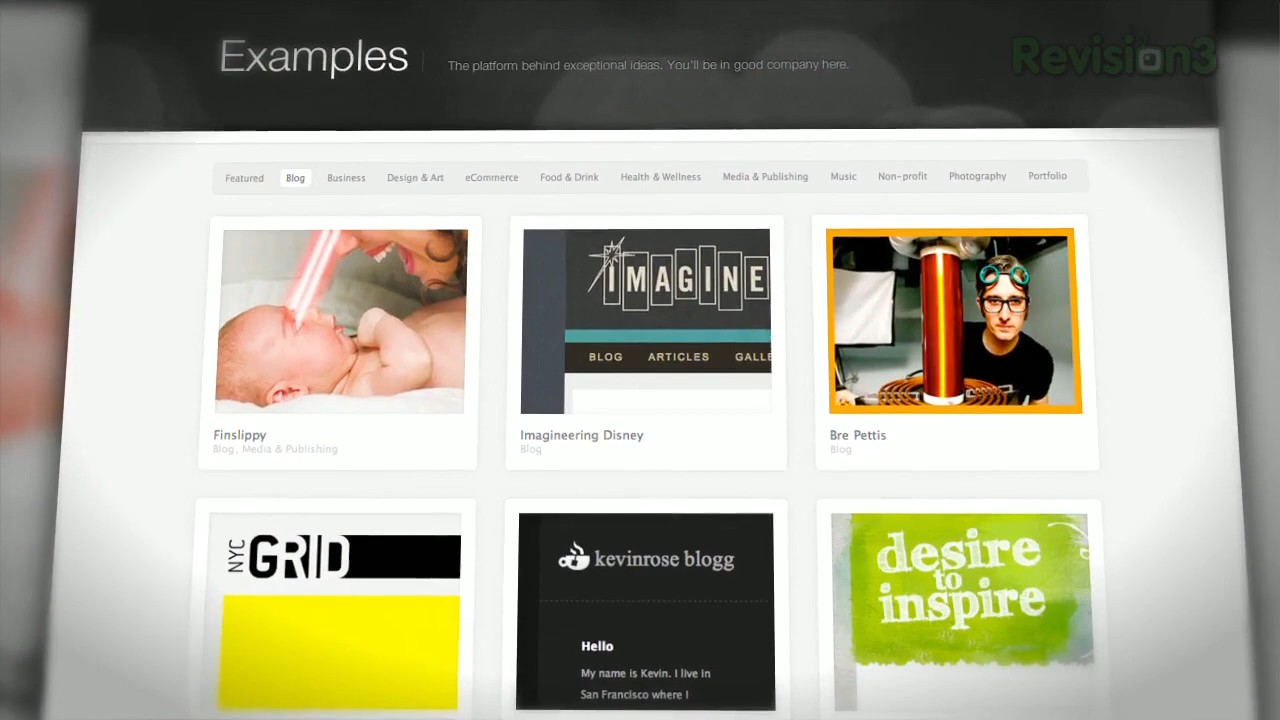 Examples
The platform behind exceptional ideas. You'll be in good company here.
Revision3
Featured Blog Business Design & Art eCommerce Food & Drink Health & Wellness Media & Publishing Music Non-profit Photography Portfolio
IMAGINE
BLOG ARTICLES GALLE
Finslippy
Blog, Media & Publishing
Imagineering Disney
Blog
Bre Pettis
Blog
NYC GRID
kevinrose blogg
Hello
My name is Kevin. I live in
San Francisco where I
desire
to
inspire